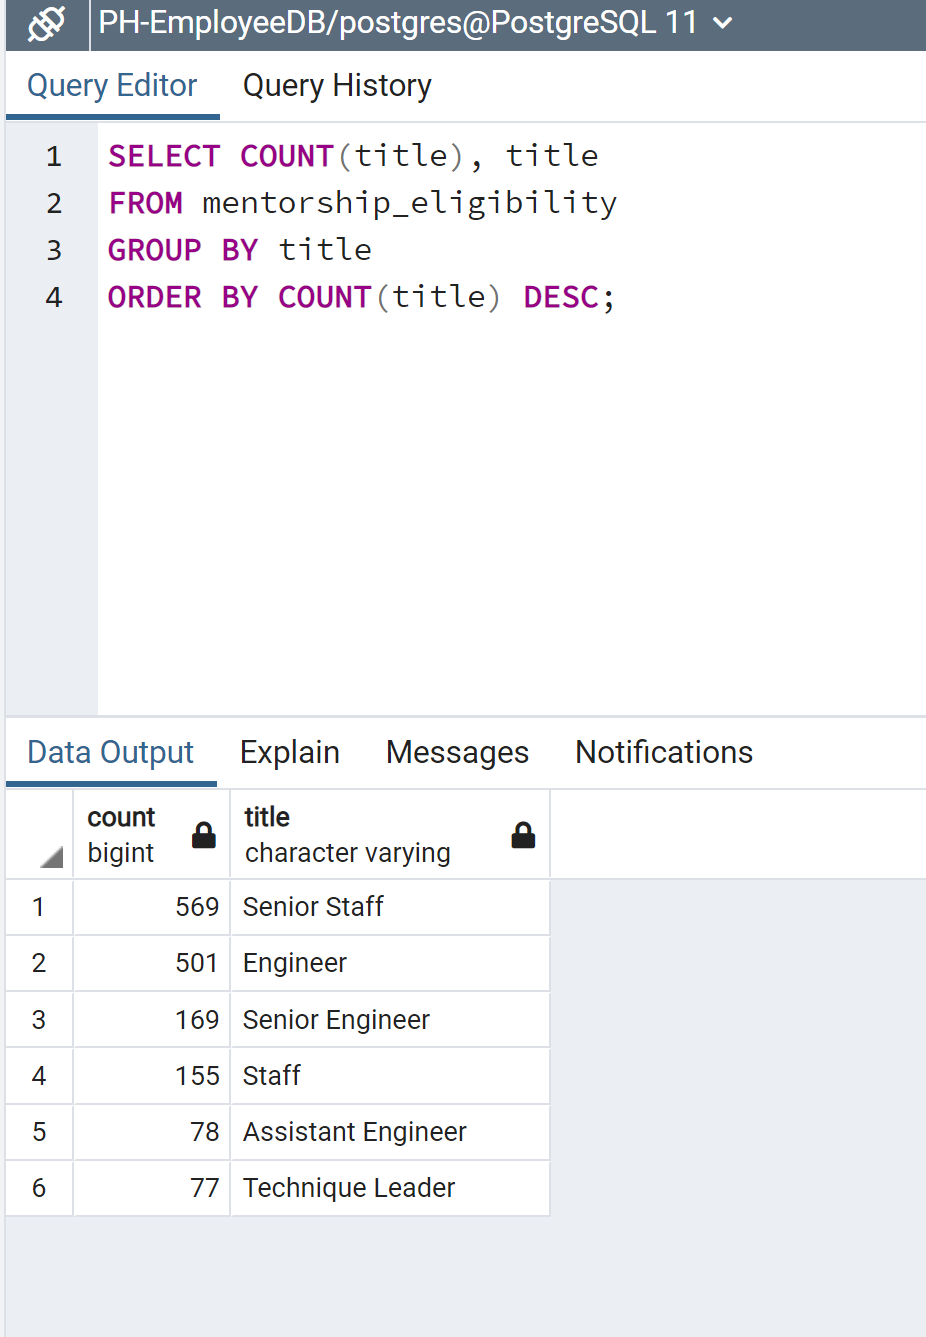 PH-EmployeeDB/postgres@PostgreSQL 11
Query Editor Query History
1 SELECT COUNT(title), title
2 FROM mentorship_eligibility
3 GROUP BY title
4 ORDER BY COUNT(title) DESC;
Data Output Explain Messages Notifications
count title
bigint character varying
1 569 Senior Staff
2 501 Engineer
3 169 Senior Engineer
4 155 Staff
5 78 Assistant Engineer
6 77 Technique Leader